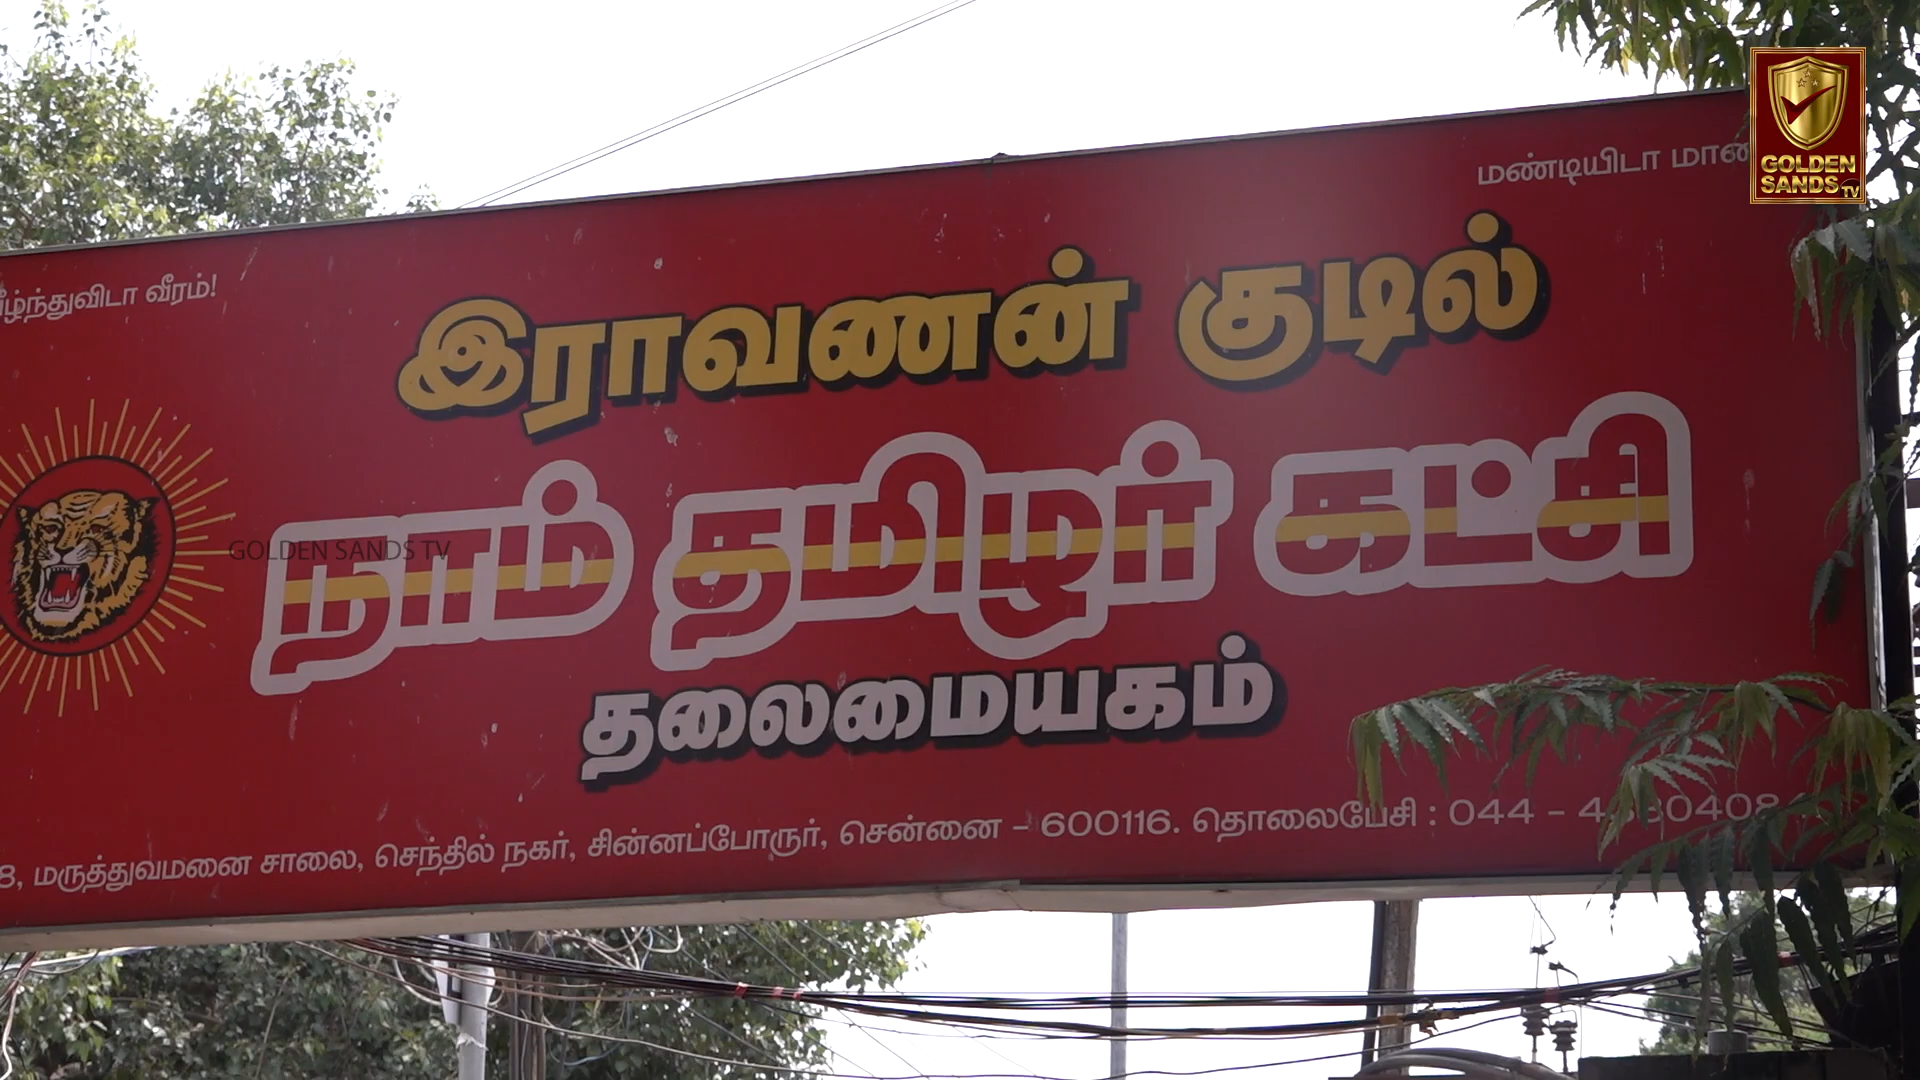 வீரம்!
மண்டியிடா
GOLDEN
SANDS TV
இராவணன் குடில்
நாம் தமிழர் கட்சி
GOLDEN SANDS TV
தலைமையகம்
8, மருத்துவமனை சாலை, செந்தில் நகர், சின்னப்போரூர், சென்னை - 600116. தொலைபேசி : 044 -